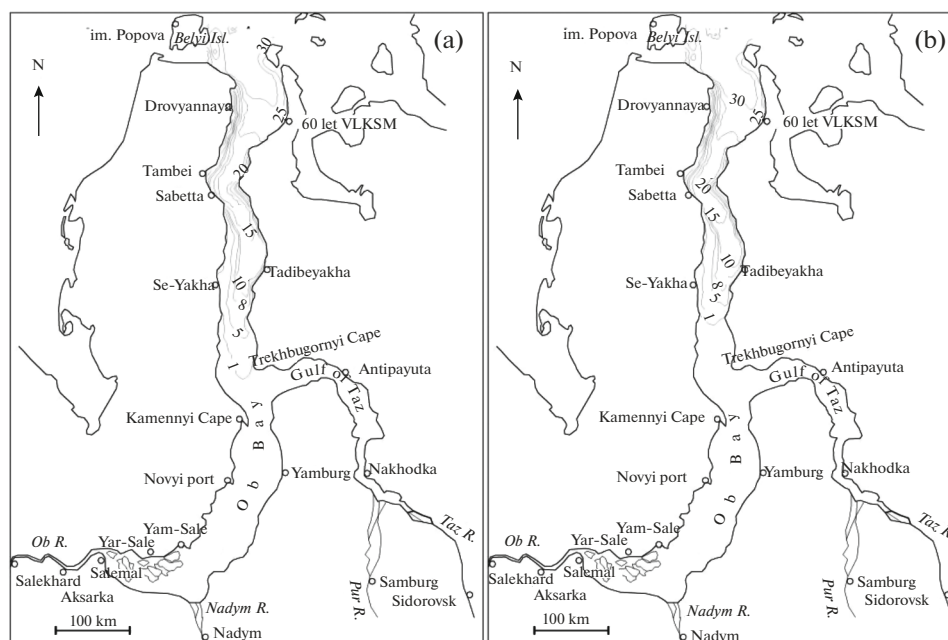 im. Popova
Belyi Isl.
(a)
30
N
Drovyannaya
25
60 let VLKSM
Tambei
20
Sabetta
15
Se-Yakha
10
Tadibeyakha
8
5
1
Trekhbugornyi Cape
Gulf of Taz
Antipayuta
Kamennyi Cape
Ob Bay
Novyi port
Yamburg
Nakhodka
Taz R.
Yam-Sale
Ob R.
Yar-Sale
Salekhard
Salemal
Aksarka
Samburg
Pur R.
Sidorovsk
Nadym R.
100 km
Nadym
im. Popova
Belyi Isl.
(b)
N
Drovyannaya
30
25
60 let VLKSM
Tambei
20
Sabetta
15
10
Tadibeyakha
Se-Yakha
8
5
1
Trekhbugornyi Cape
Gulf of Taz
Antipayuta
Kamennyi Cape
Ob Bay
Novyi port
Yamburg
Nakhodka
Taz R.
Yam-Sale
Ob R.
Yar-Sale
Salekhard
Salemal
Aksarka
Samburg
Pur R.
Sidorovsk
Nadym R.
100 km
Nadym